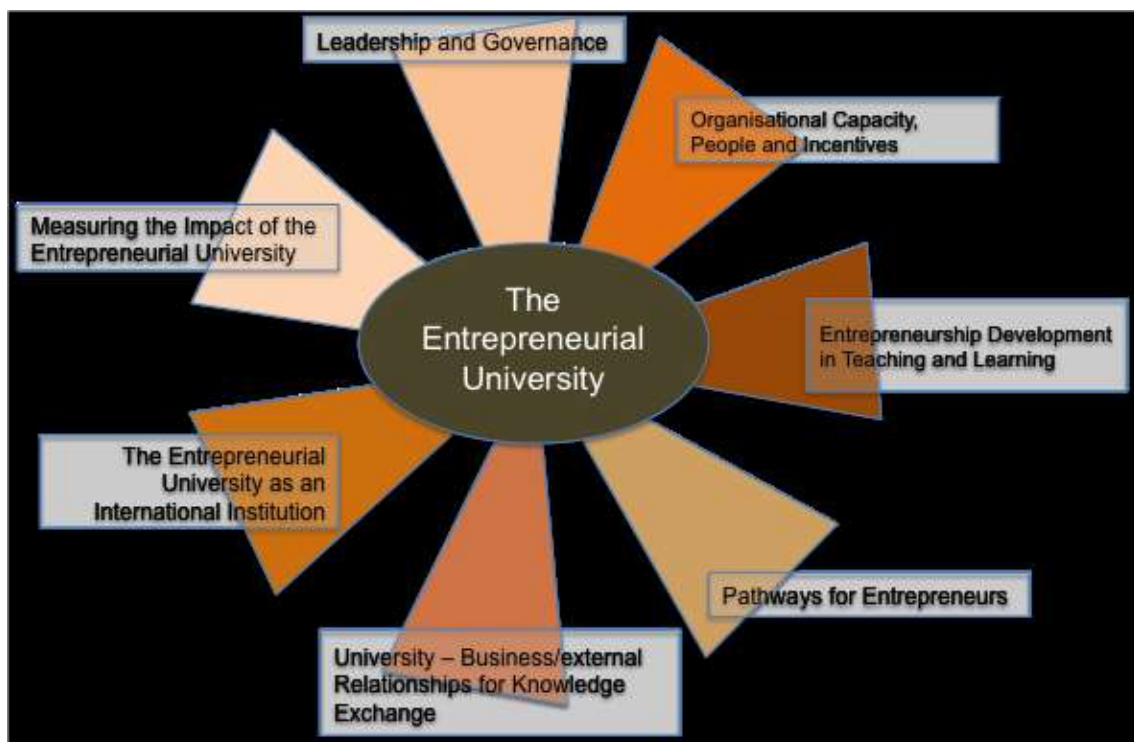 Leadership and Governance
Organisational Capacity,
People and Incentives
Measuring the Impact of the
Entrepreneurial University
The
Entrepreneurial
University
Entrepreneurship Development
in Teaching and Learning
The Entrepreneurial
University as an
International Institution
Pathways for Entrepreneurs
University – Business/external
Relationships for Knowledge
Exchange